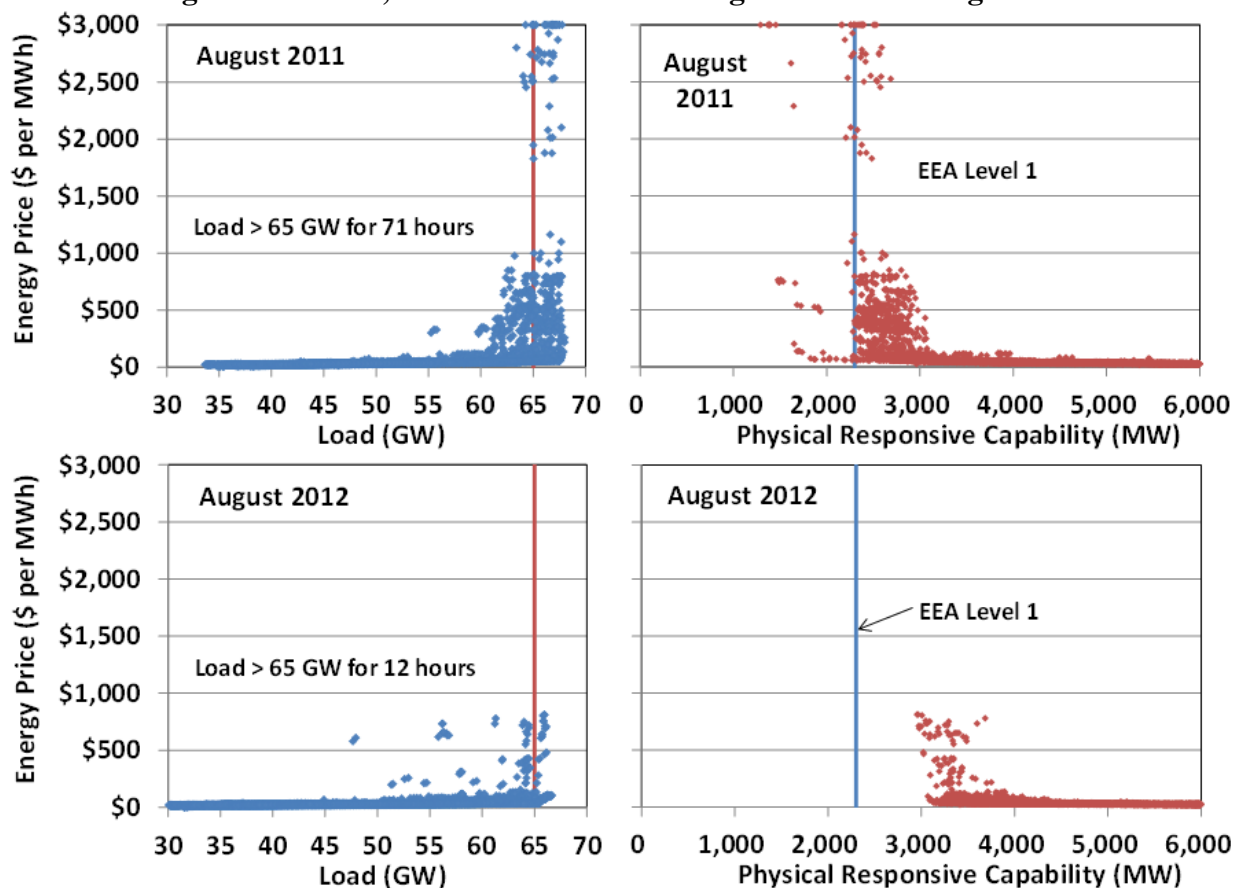 $3,000
$2,500
$2,000
$1,500
$1,000
$500
$0
Energy Price ($ per MWh)
August 2011
Load > 65 GW for 71 hours
30 35 40 45 50 55 60 65 70
Load (GW)
August
2011
EEA Level 1
0 1,000 2,000 3,000 4,000 5,000 6,000
Physical Responsive Capability (MW)
$3,000
$2,500
$2,000
$1,500
$1,000
$500
$0
Energy Price ($ per MWh)
August 2012
Load > 65 GW for 12 hours
30 35 40 45 50 55 60 65 70
Load (GW)
August 2012
EEA Level 1
0 1,000 2,000 3,000 4,000 5,000 6,000
Physical Responsive Capability (MW)